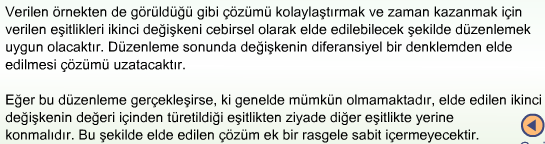 Verilen örnekten de görüldüğü gibi çözümü kolaylaştırmak ve zaman kazanmak için
verilen eşitlikleri ikinci değişkeni cebirsel olarak elde edilebilecek şekilde düzenlemek
uygun olacaktır. Düzenleme sonunda değişkenin diferansiyel bir denklemden elde
edilmesi çözümü uzatacaktır.
Eğer bu düzenleme gerçekleşirse, ki genelde mümkün olmamaktadır, elde edilen ikinci
değişkenin değeri içinden türetildiği eşitlikten ziyade diğer eşitlikte yerine
konmalıdır. Bu şekilde elde edilen çözüm ek bir rasgele sabit içermeyecektir.